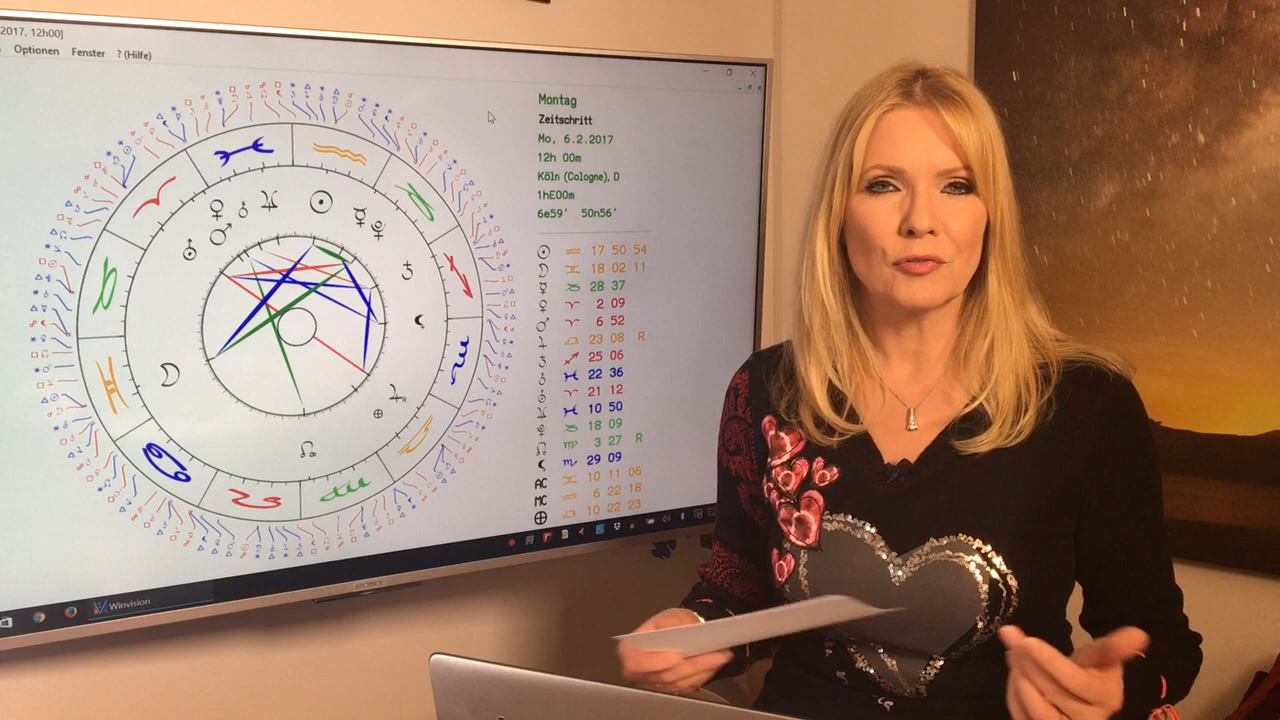 2017, 12h00]
Optionen Fenster ? (Hilfe)
Montag
Zeitschritt
Mo, 6.2.2017
12h 00m
Köln (Cologne), D
1hE00m
6e59' 50n56'
☉ ♒ 17 50 54
☽ ♊ 18 02 11
☿ ♑ 28 37
♀ ♈ 2 09
♂ ♈ 6 52
♃ ♎ 23 08 R
♄ ♐ 25 06
⚷ ♓ 22 36
♅ ♈ 21 12
♆ ♓ 10 50
♇ ♑ 18 09
☊ ♍ 3 27 R
⚸ ♏ 29 09
AC ♊ 10 11 06
MC ♒ 6 22 18
⊕ ♎ 10 22 23
Winvision
SONY